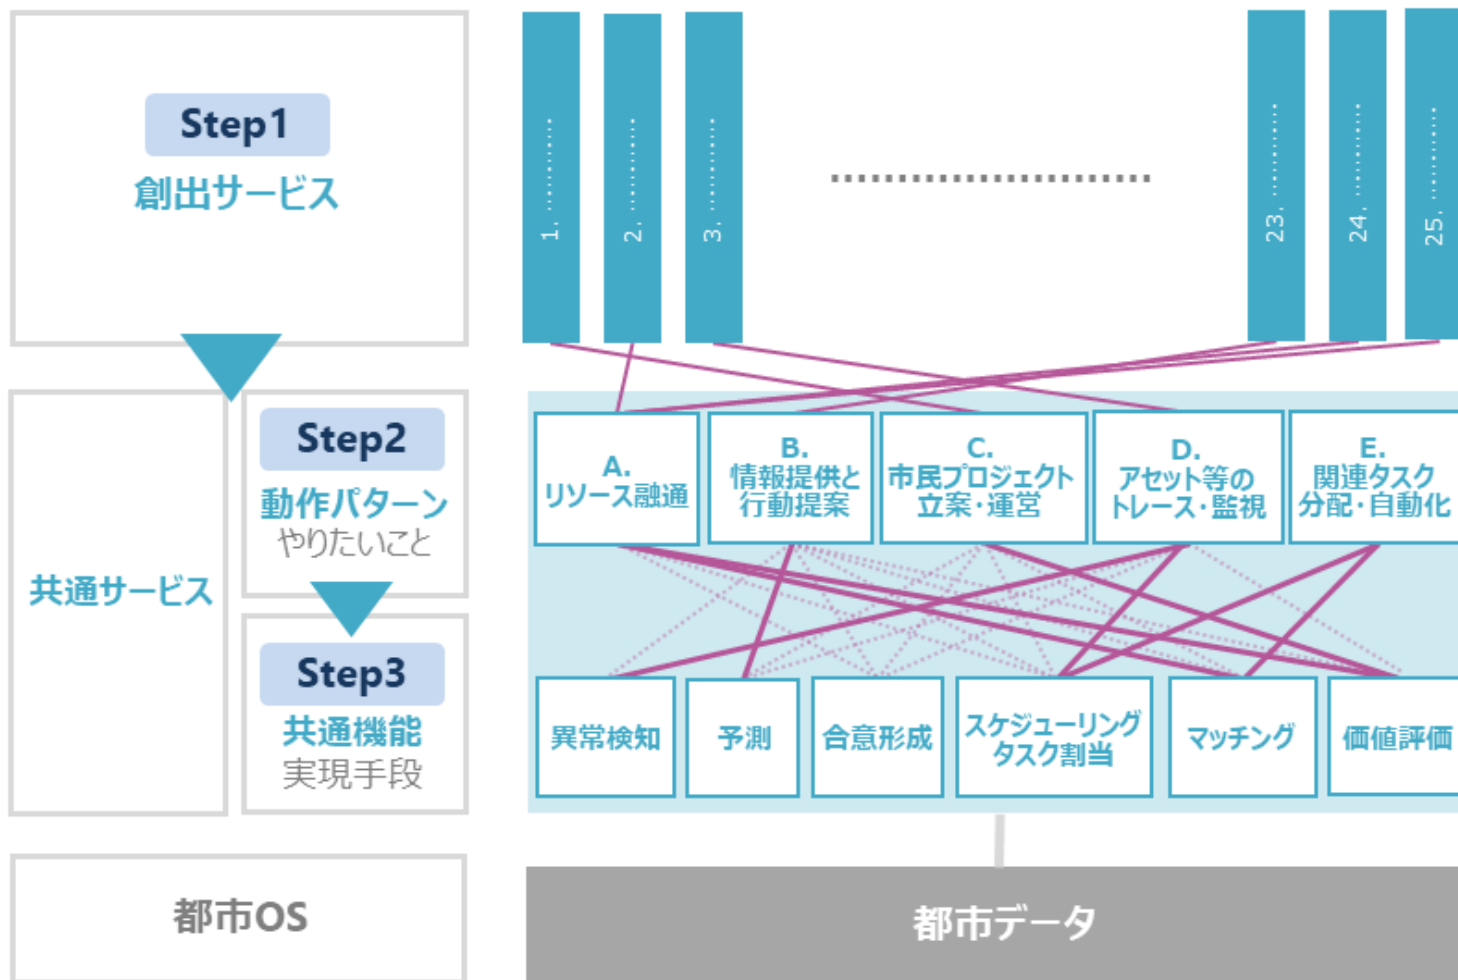 Step1
創出サービス
1. ............
2. ............
3. ............
........................
23. ............
24. ............
25. ............
共通サービス
Step2
動作パターン
やりたいこと
Step3
共通機能
実現手段
A.
リソース融通
B.
情報提供と
行動提案
C.
市民プロジェクト
立案・運営
D.
アセット等の
トレース・監視
E.
関連タスク
分配・自動化
異常検知
予測
合意形成
スケジューリング
タスク割当
マッチング
価値評価
都市OS
都市データ